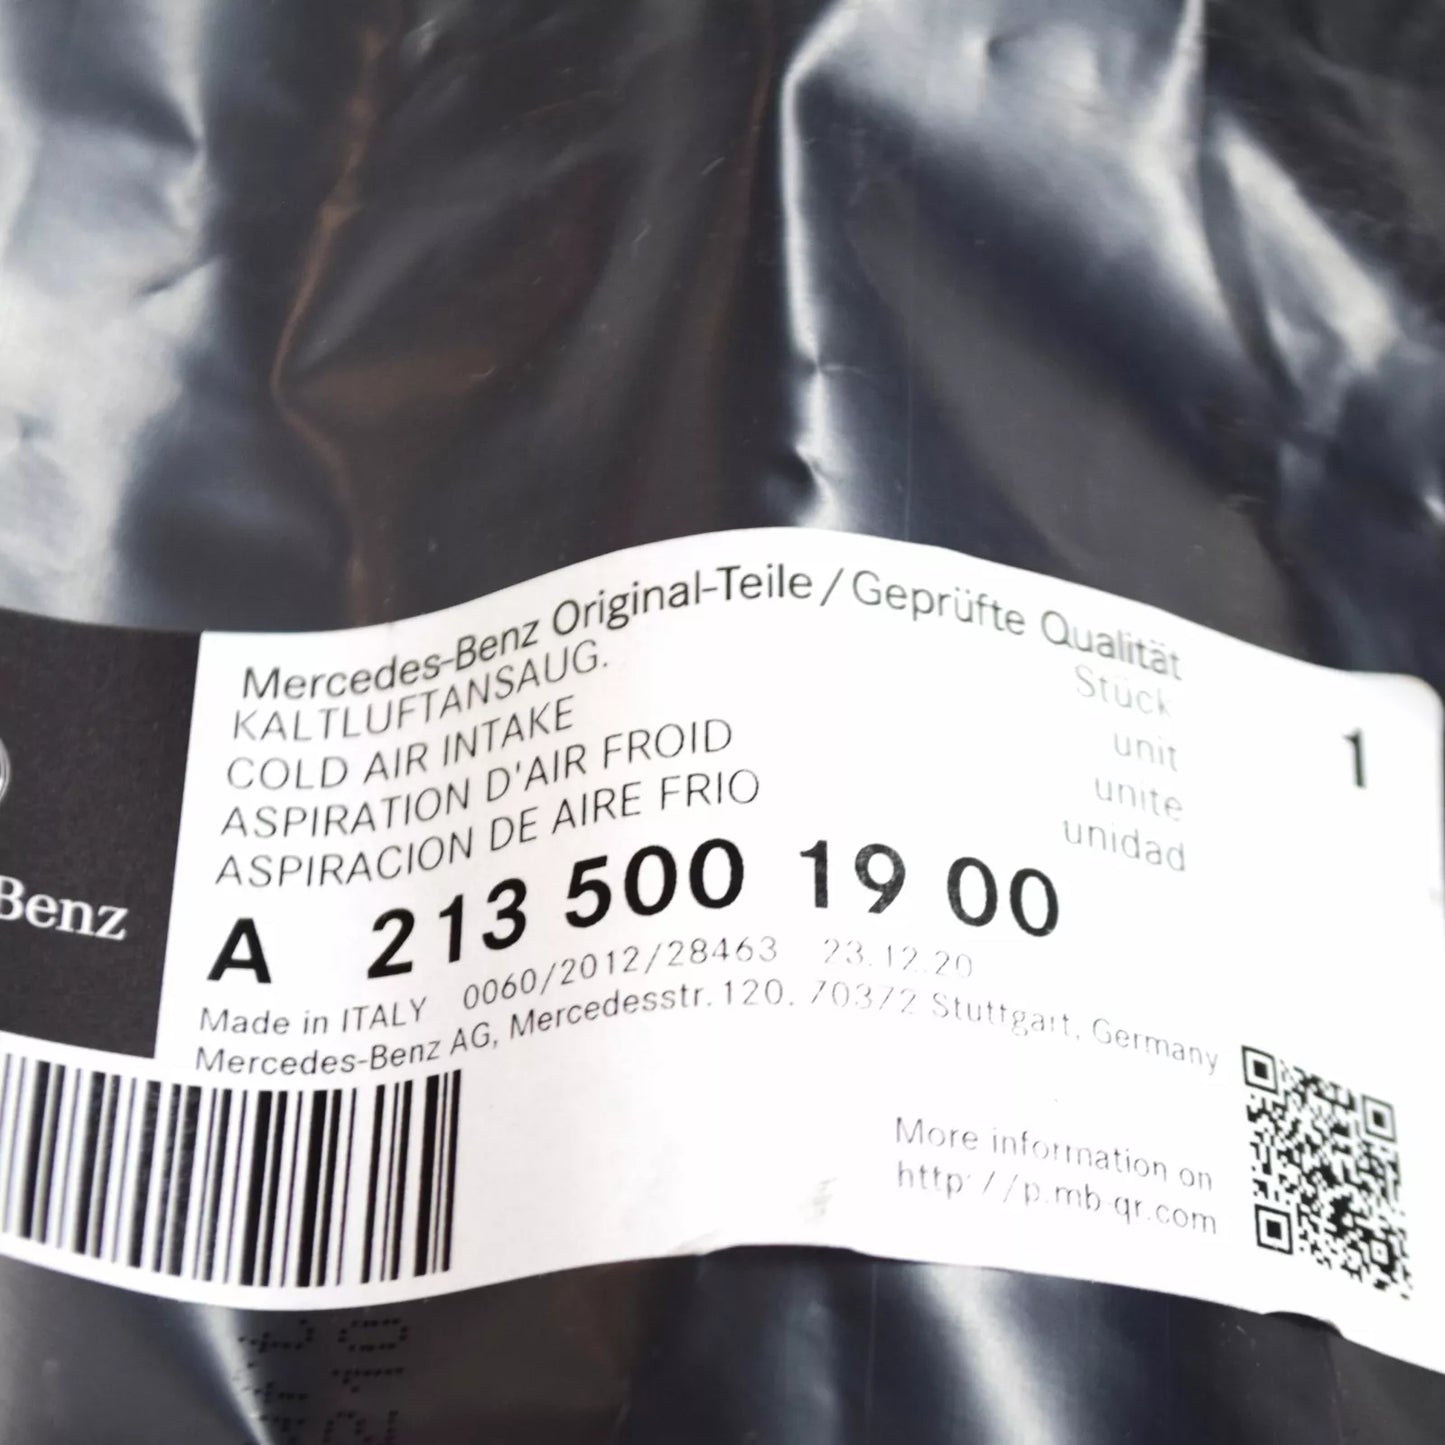 Benz
Mercedes-Benz Original-Teile / Geprüfte Qualität
KALTLUFTANSAUG. Stück
COLD AIR INTAKE unit 1
ASPIRATION D'AIR FROID unite
ASPIRACION DE AIRE FRIO unidad
A 213 500 19 00
Made in ITALY 0060/2012/28463 23.12.20
Mercedes-Benz AG, Mercedesstr. 120. 70372 Stuttgart, Germany
More information on
http://p.mb-qr.com